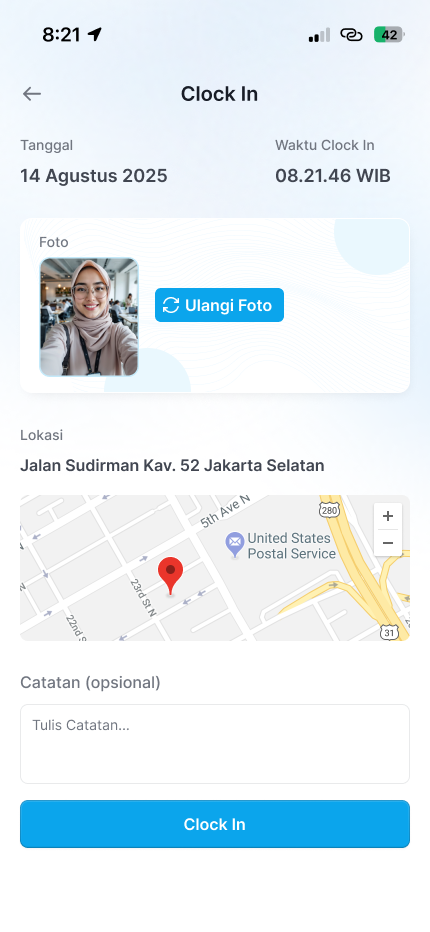 8:21
42
Clock In
Tanggal
Waktu Clock In
14 Agustus 2025
08.21.46 WIB
Foto
Ulangi Foto
Lokasi
Jalan Sudirman Kav. 52 Jakarta Selatan
5th Ave N
280
+
United States
Postal Service
−
23rd St N
22nd St
31
Catatan (opsional)
Tulis Catatan...
Clock In